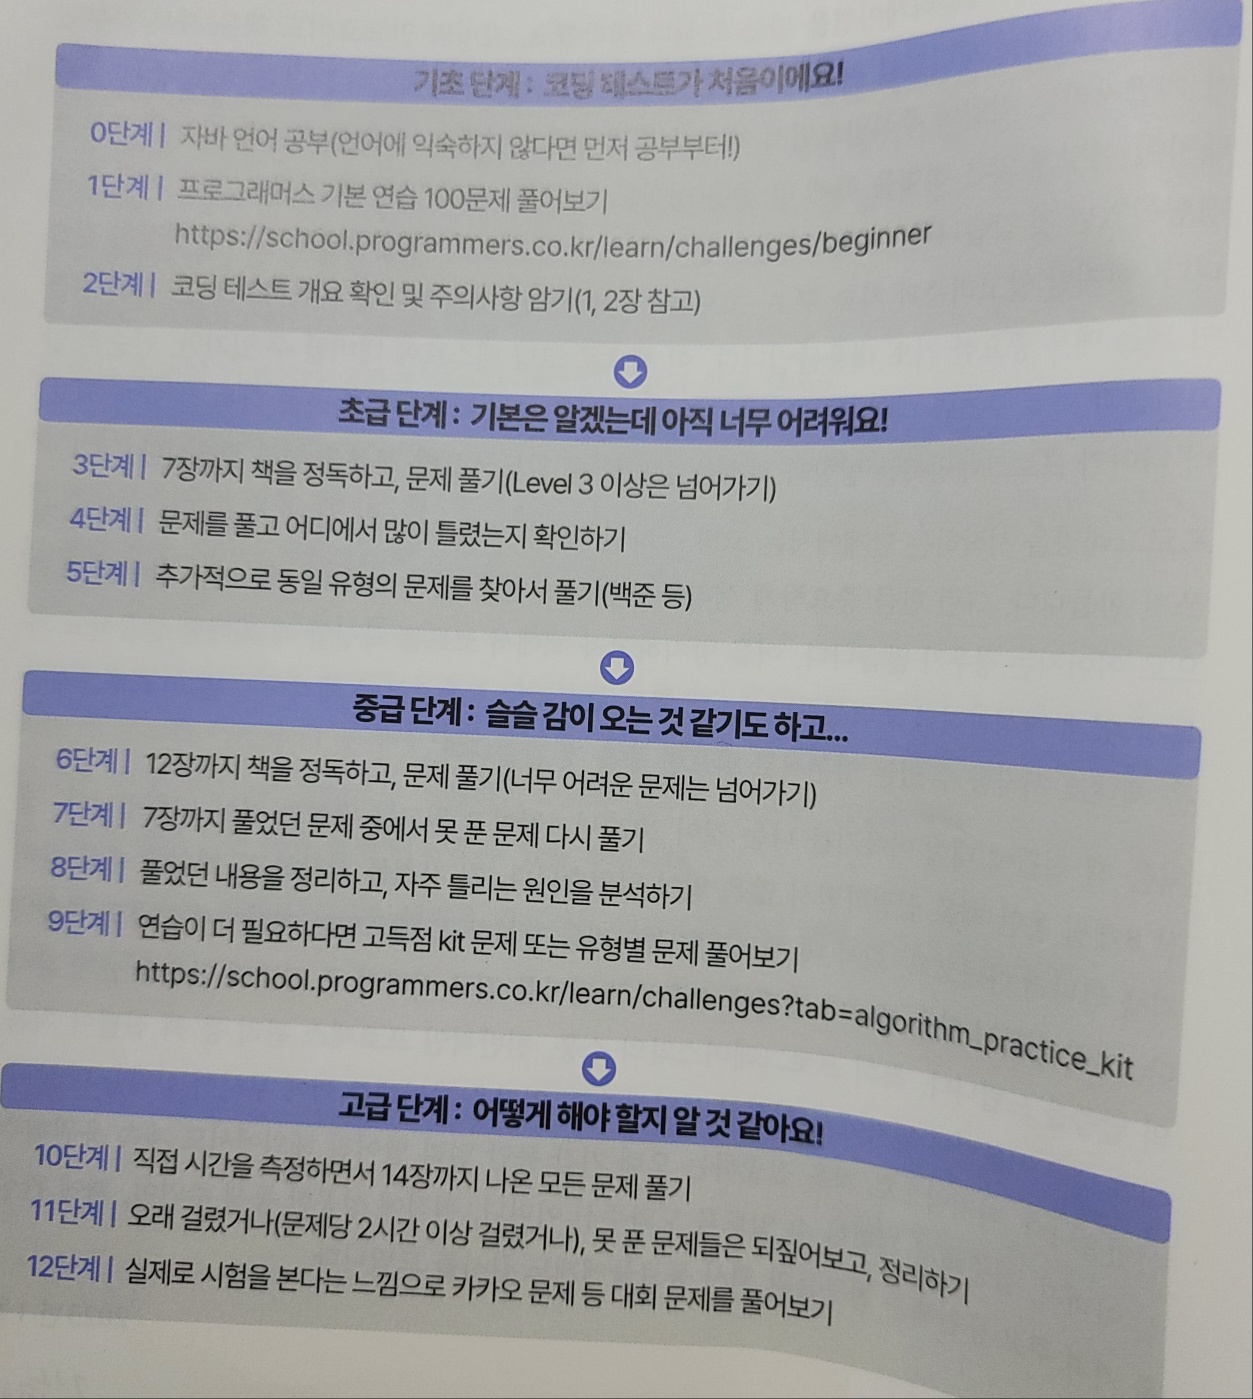 기초 단계 : 코딩 테스트가 처음이에요!
0단계 | 자바 언어 공부(언어에 익숙하지 않다면 먼저 공부부터!)
1단계 | 프로그래머스 기본 연습 100문제 풀어보기
https://school.programmers.co.kr/learn/challenges/beginner
2단계 | 코딩 테스트 개요 확인 및 주의사항 암기(1, 2장 참고)
초급 단계 : 기본은 알겠는데 아직 너무 어려워요!
3단계 | 7장까지 책을 정독하고, 문제 풀기(Level 3 이상은 넘어가기)
4단계 | 문제를 풀고 어디에서 많이 틀렸는지 확인하기
5단계 | 추가적으로 동일 유형의 문제를 찾아서 풀기(백준 등)
중급 단계 : 슬슬 감이 오는 것 같기도 하고...
6단계 | 12장까지 책을 정독하고, 문제 풀기(너무 어려운 문제는 넘어가기)
7단계 | 7장까지 풀었던 문제 중에서 못 푼 문제 다시 풀기
8단계 | 풀었던 내용을 정리하고, 자주 틀리는 원인을 분석하기
9단계 | 연습이 더 필요하다면 고득점 kit 문제 또는 유형별 문제 풀어보기
https://school.programmers.co.kr/learn/challenges?tab=algorithm_practice_kit
고급 단계 : 어떻게 해야 할지 알 것 같아요!
10단계 | 직접 시간을 측정하면서 14장까지 나온 모든 문제 풀기
11단계 | 오래 걸렸거나(문제당 2시간 이상 걸렸거나), 못 푼 문제들은 되짚어보고, 정리하기
12단계 | 실제로 시험을 본다는 느낌으로 카카오 문제 등 대회 문제를 풀어보기